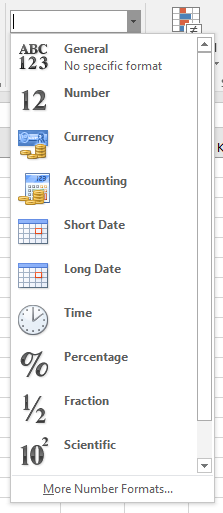 ABC
123
General
No specific format
12
Number
Currency
Accounting
Short Date
Long Date
Time
%
Percentage
1/2
Fraction
10²
Scientific
More Number Formats...
K